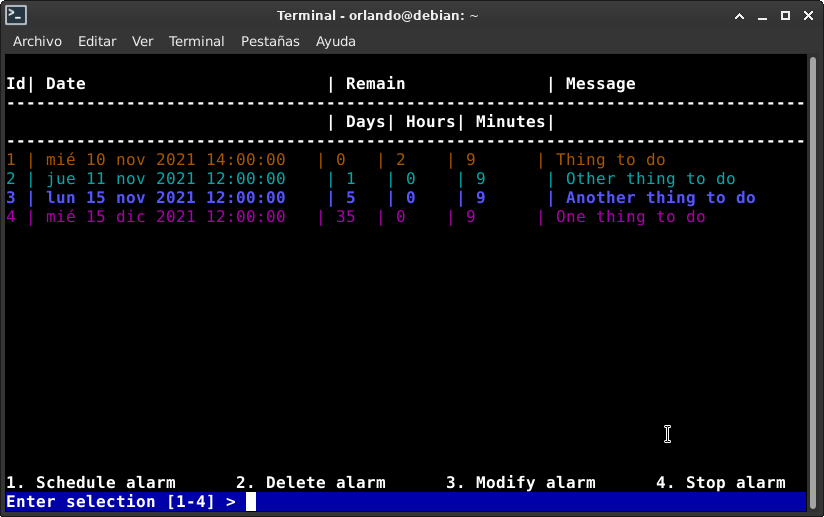 Terminal - orlando@debian: ~
Archivo Editar Ver Terminal Pestañas Ayuda
Id| Date | Remain | Message
--------------------------------------------------------------------------------
| Days| Hours| Minutes|
--------------------------------------------------------------------------------
1 | mié 10 nov 2021 14:00:00 | 0 | 2 | 9 | Thing to do
2 | jue 11 nov 2021 12:00:00 | 1 | 0 | 9 | Other thing to do
3 | lun 15 nov 2021 12:00:00 | 5 | 0 | 9 | Another thing to do
4 | mié 15 dic 2021 12:00:00 | 35 | 0 | 9 | One thing to do
1. Schedule alarm 2. Delete alarm 3. Modify alarm 4. Stop alarm
Enter selection [1-4] >